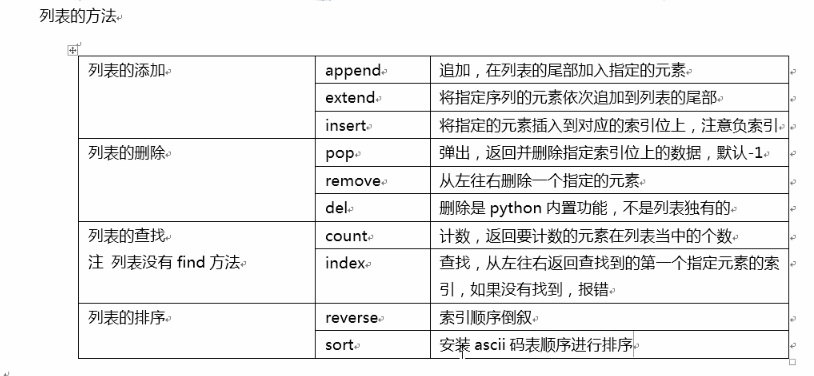 列表的方法
列表的添加 append 追加，在列表的尾部加入指定的元素
extend 将指定序列的元素依次追加到列表的尾部
insert 将指定的元素插入到对应的索引位上，注意负索引
列表的删除 pop 弹出，返回并删除指定索引位上的数据，默认-1
remove 从左往右删除一个指定的元素
del 删除是 python 内置功能，不是列表独有的
列表的查找 count 计数，返回要计数的元素在列表当中的个数
注 列表没有 find 方法 index 查找，从左往右返回查找到的第一个指定元素的索
引，如果没有找到，报错
列表的排序 reverse 索引顺序倒叙
sort 安装 ascii 码表顺序进行排序